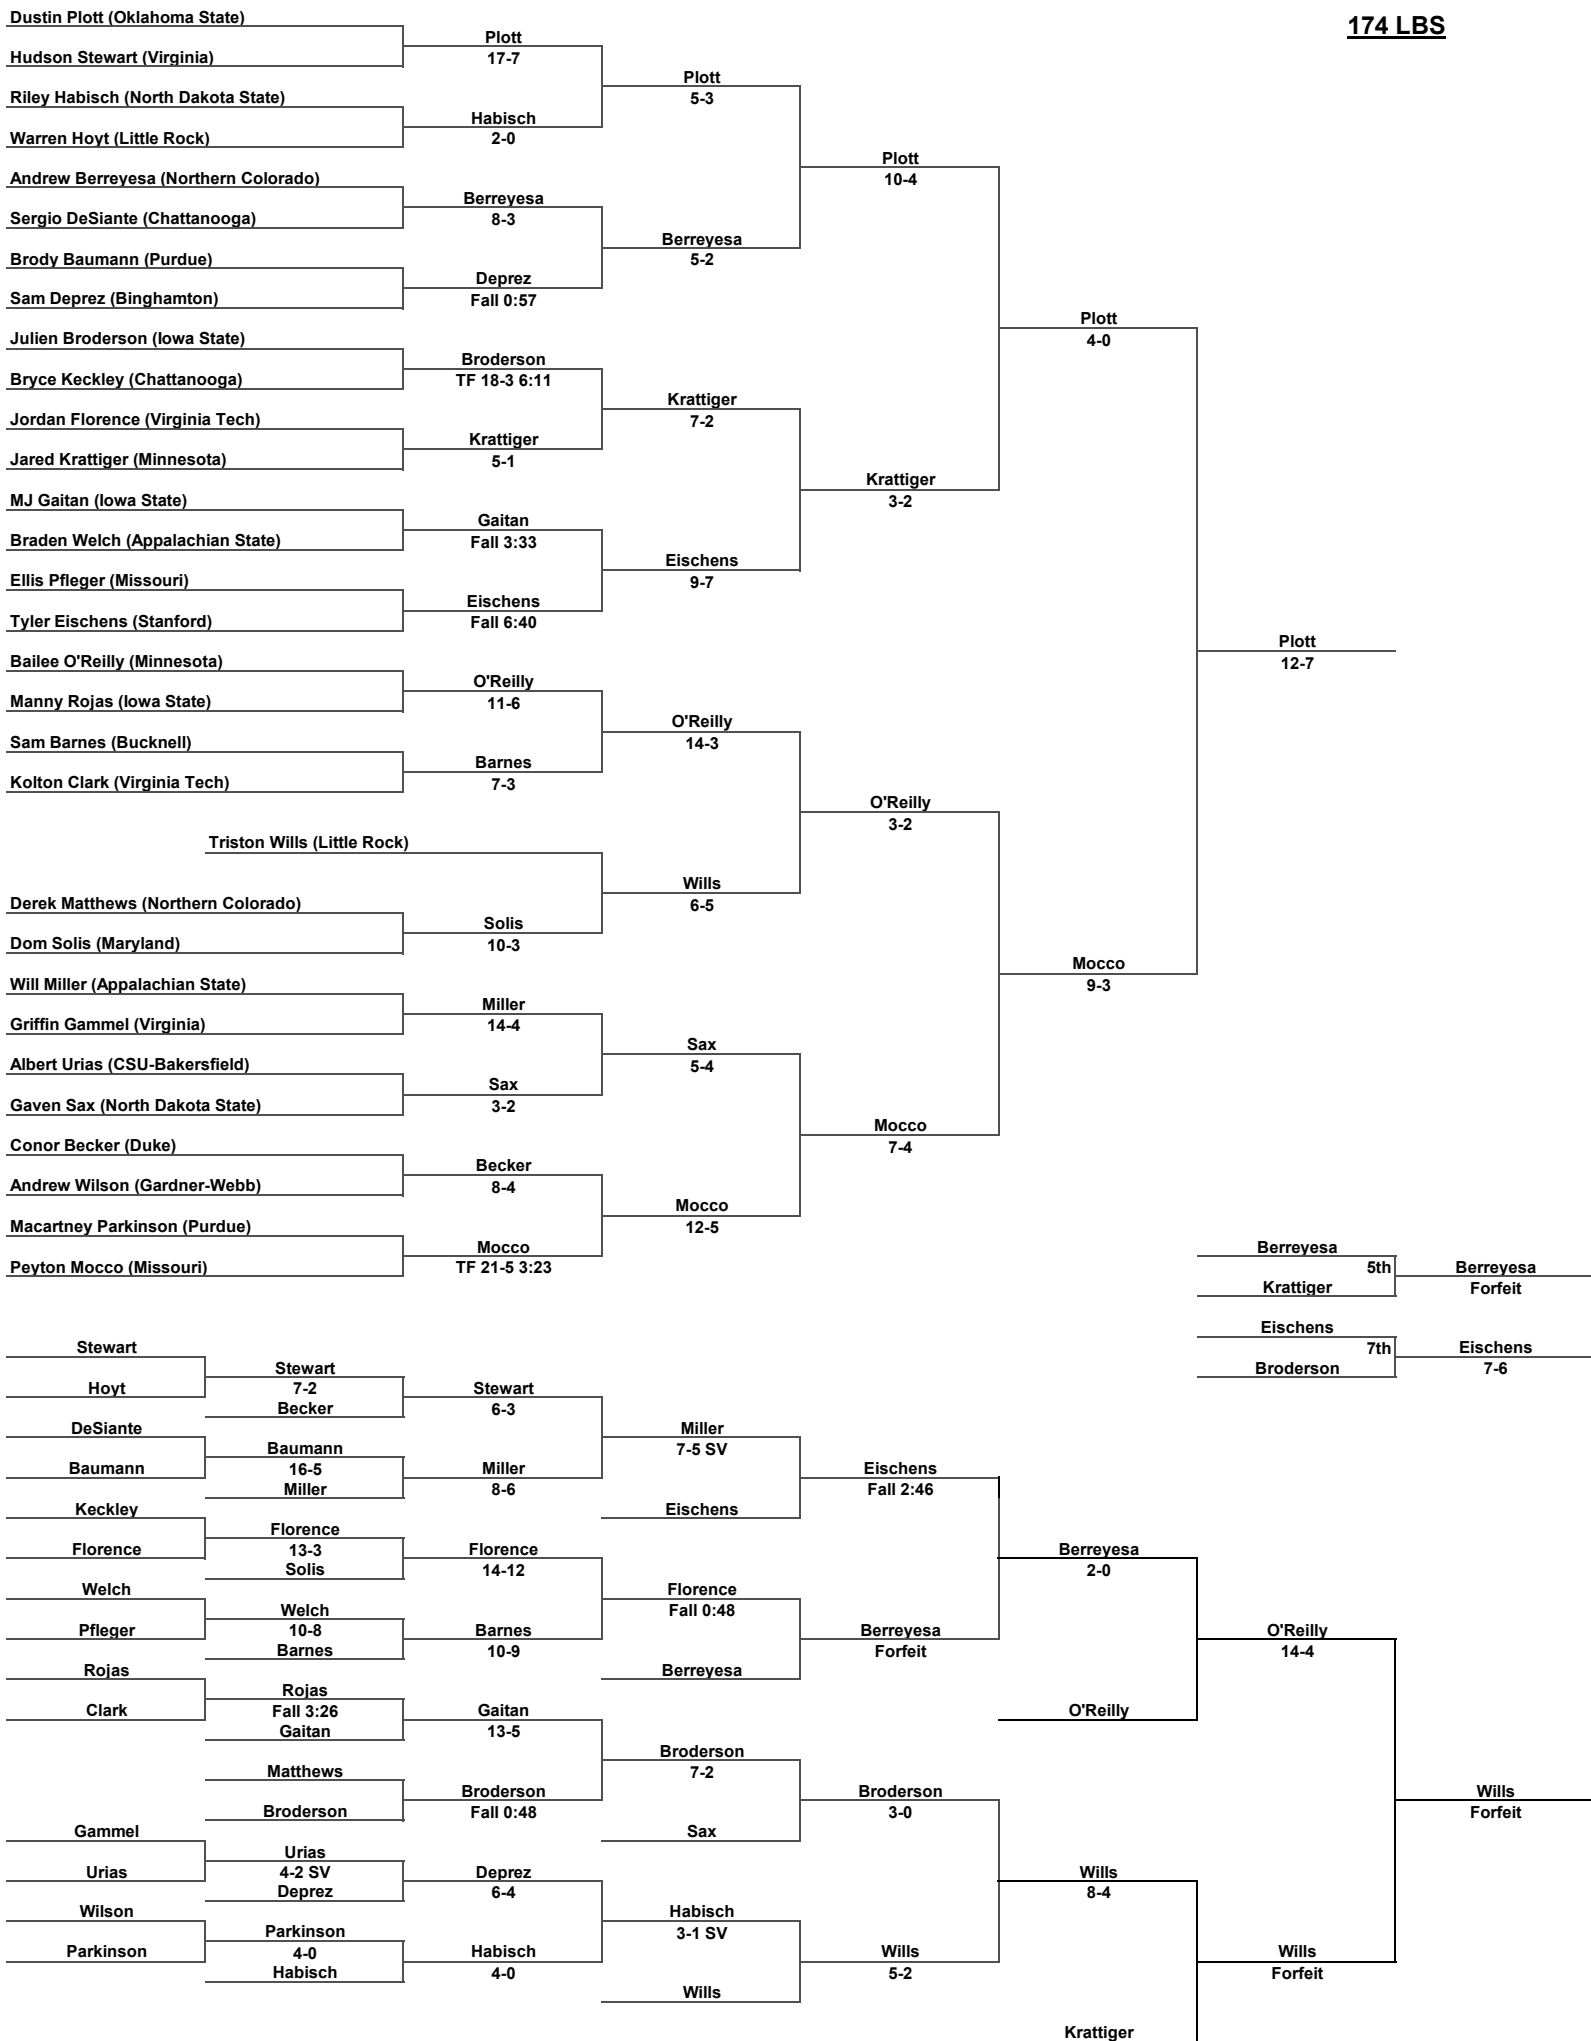 174 LBS
Dustin Plott (Oklahoma State)
Hudson Stewart (Virginia)
Riley Habisch (North Dakota State)
Warren Hoyt (Little Rock)
Andrew Berreyesa (Northern Colorado)
Sergio DeSiante (Chattanooga)
Brody Baumann (Purdue)
Sam Deprez (Binghamton)
Julien Broderson (Iowa State)
Bryce Keckley (Chattanooga)
Jordan Florence (Virginia Tech)
Jared Krattiger (Minnesota)
MJ Gaitan (Iowa State)
Braden Welch (Appalachian State)
Ellis Pfleger (Missouri)
Tyler Eischens (Stanford)
Bailee O'Reilly (Minnesota)
Manny Rojas (Iowa State)
Sam Barnes (Bucknell)
Kolton Clark (Virginia Tech)
Triston Wills (Little Rock)
Derek Matthews (Northern Colorado)
Dom Solis (Maryland)
Will Miller (Appalachian State)
Griffin Gammel (Virginia)
Albert Urias (CSU-Bakersfield)
Gaven Sax (North Dakota State)
Conor Becker (Duke)
Andrew Wilson (Gardner-Webb)
Macartney Parkinson (Purdue)
Peyton Mocco (Missouri)
Plott
17-7
Habisch
2-0
Berreyesa
8-3
Deprez
Fall 0:57
Broderson
TF 18-3 6:11
Krattiger
5-1
Gaitan
Fall 3:33
Eischens
Fall 6:40
O'Reilly
11-6
Barnes
7-3
Solis
10-3
Miller
14-4
Sax
3-2
Becker
8-4
Mocco
TF 21-5 3:23
Plott
5-3
Berreyesa
5-2
Krattiger
7-2
Eischens
9-7
O'Reilly
14-3
Wills
6-5
Sax
5-4
Mocco
12-5
Plott
10-4
Krattiger
3-2
O'Reilly
3-2
Mocco
7-4
Plott
4-0
Mocco
9-3
Plott
12-7
Berreyesa
5th
Krattiger
Berreyesa
Forfeit
Eischens
7th
Broderson
Eischens
7-6
Stewart
Hoyt
DeSiante
Baumann
Keckley
Florence
Welch
Pfleger
Rojas
Clark
Gammel
Urias
Wilson
Parkinson
Stewart
7-2
Becker
Baumann
16-5
Miller
Florence
13-3
Solis
Welch
10-8
Barnes
Rojas
Fall 3:26
Gaitan
Matthews
Broderson
Urias
4-2 SV
Deprez
Parkinson
4-0
Habisch
Stewart
6-3
Miller
8-6
Florence
14-12
Barnes
10-9
Gaitan
13-5
Broderson
Fall 0:48
Deprez
6-4
Habisch
4-0
Miller
7-5 SV
Eischens
Florence
Fall 0:48
Berreyesa
Broderson
7-2
Sax
Habisch
3-1 SV
Wills
Eischens
Fall 2:46
Berreyesa
Forfeit
Broderson
3-0
Wills
5-2
Berreyesa
2-0
O'Reilly
Wills
8-4
Krattiger
O'Reilly
14-4
Wills
Forfeit
Wills
Forfeit